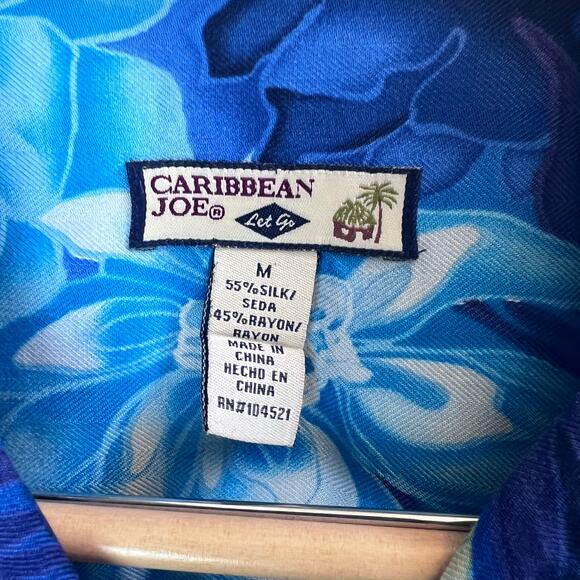 CARIBBEAN
JOE®
Let Go
M
55%SILK/
SEDA
45%RAYON/
RAYON
MADE IN
CHINA
HECHO EN
CHINA
RN#104521